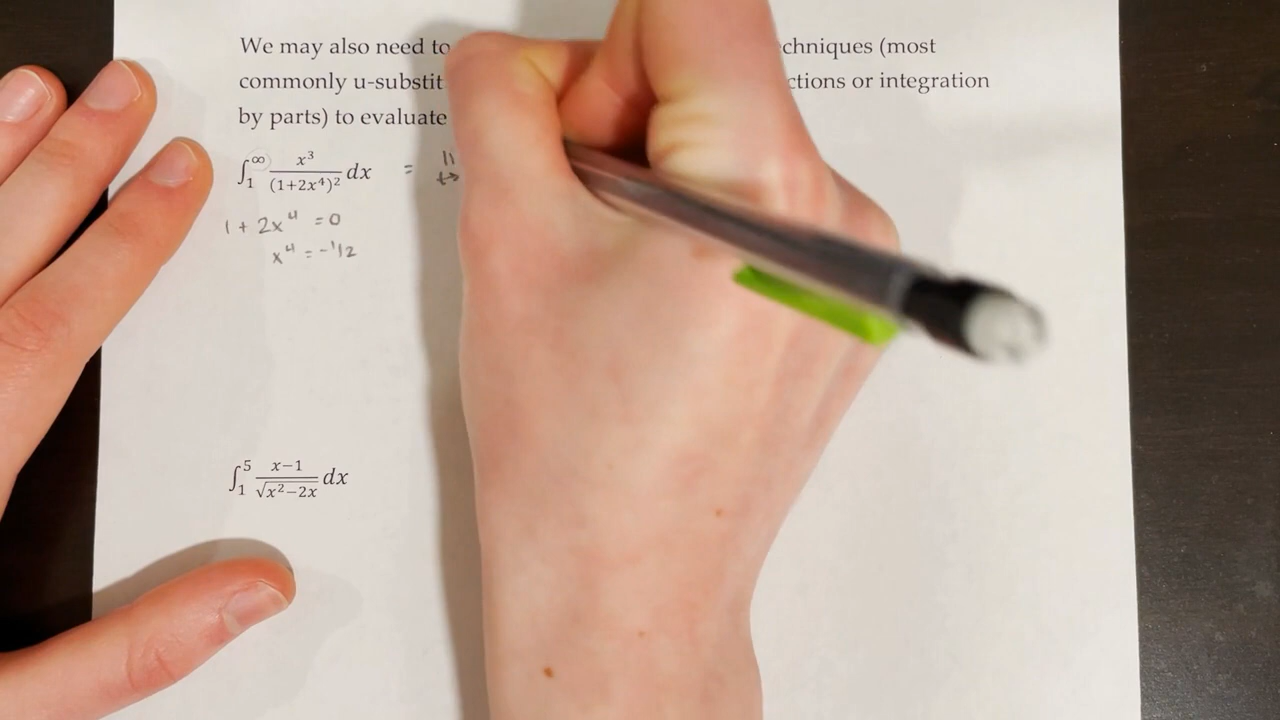 We may also need to chniques (most
commonly u-substit ctions or integration
by parts) to evaluate
∫₁^∞ x³/(1+2x⁴)² dx =
1 + 2x⁴ = 0
x⁴ = -1/2
∫₁⁵ x−1/√x²−2x dx